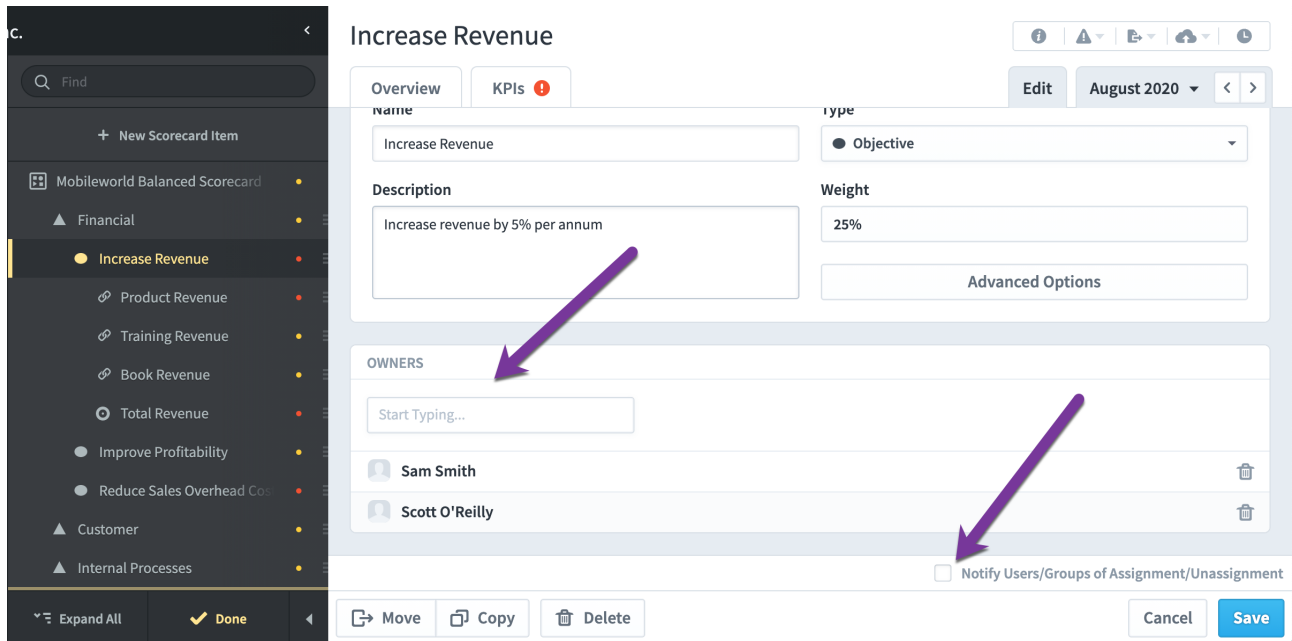 nc.
Find
+ New Scorecard Item
Mobileworld Balanced Scorecard
Financial
Increase Revenue
Product Revenue
Training Revenue
Book Revenue
Total Revenue
Improve Profitability
Reduce Sales Overhead Cos
Customer
Internal Processes
Expand All
Done
Increase Revenue
Overview
KPIs !
Edit
August 2020
Name
Increase Revenue
Type
Objective
Description
Increase revenue by 5% per annum
Weight
25%
Advanced Options
OWNERS
Start Typing...
Sam Smith
Scott O'Reilly
Notify Users/Groups of Assignment/Unassignment
Move
Copy
Delete
Cancel
Save